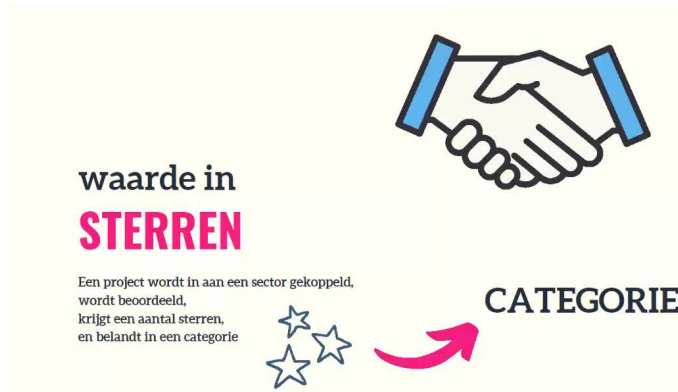 waarde in
STERREN
Een project wordt in aan een sector gekoppeld,
wordt beoordeeld,
krijgt een aantal sterren,
en belandt in een categorie
CATEGORIE